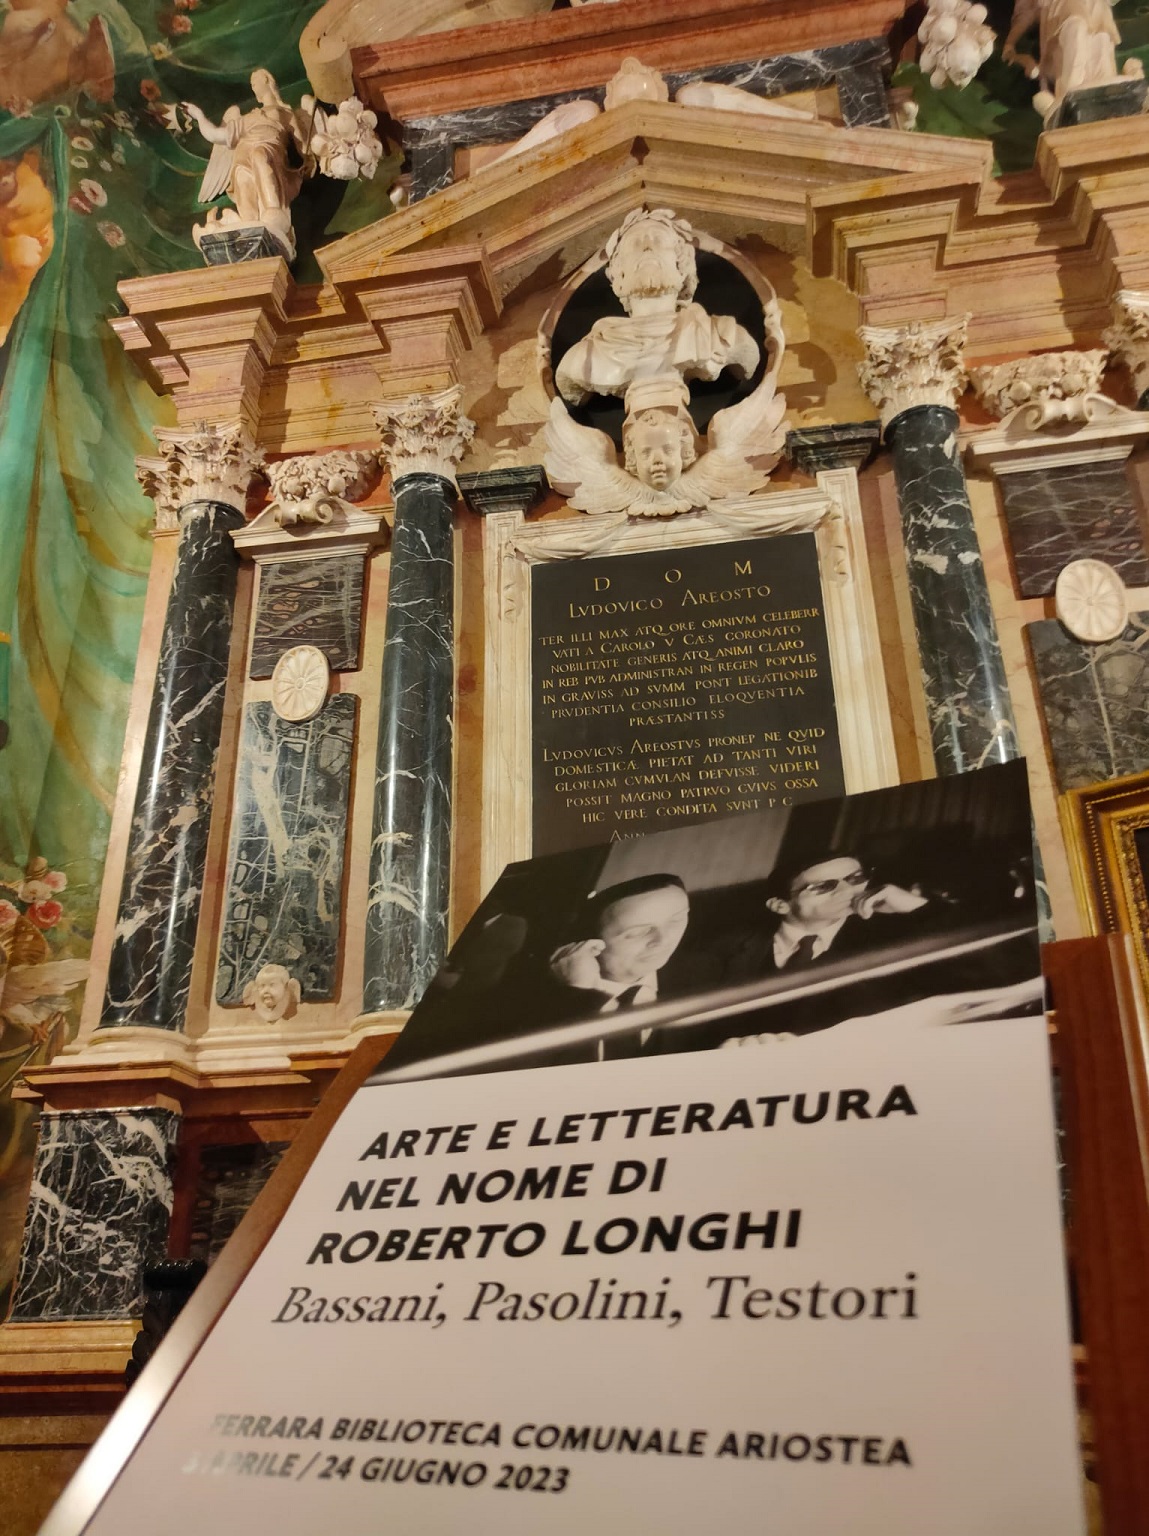 D O M
LVDOVICO AREOSTO
TER ILLI MAX ATQ ORE OMNIVM CELEBERR
VATI A CAROLO V CÆS CORONATO
NOBILITATE GENERIS ATQ ANIMI CLARO
IN REB PVB ADMINISTRAN IN REGEN POPVLIS
IN GRAVISS AD SVMM PONT LEGATIONIB
PRVDENTIA CONSILIO ELOQVENTIA
PRÆSTANTISS
LVDOVICVS AREOSTVS PRONEP NE QVID
DOMESTICÆ PIETAT AD TANTI VIRI
GLORIAM CVMVLAN DEFVISSE VIDERI
POSSIT MAGNO PATRVO CVIVS OSSA
HIC VERE CONDITA SVNT P C
ARTE E LETTERATURA
NEL NOME DI
ROBERTO LONGHI
Bassani, Pasolini, Testori
FERRARA BIBLIOTECA COMUNALE ARIOSTEA
APRILE / 24 GIUGNO 2023